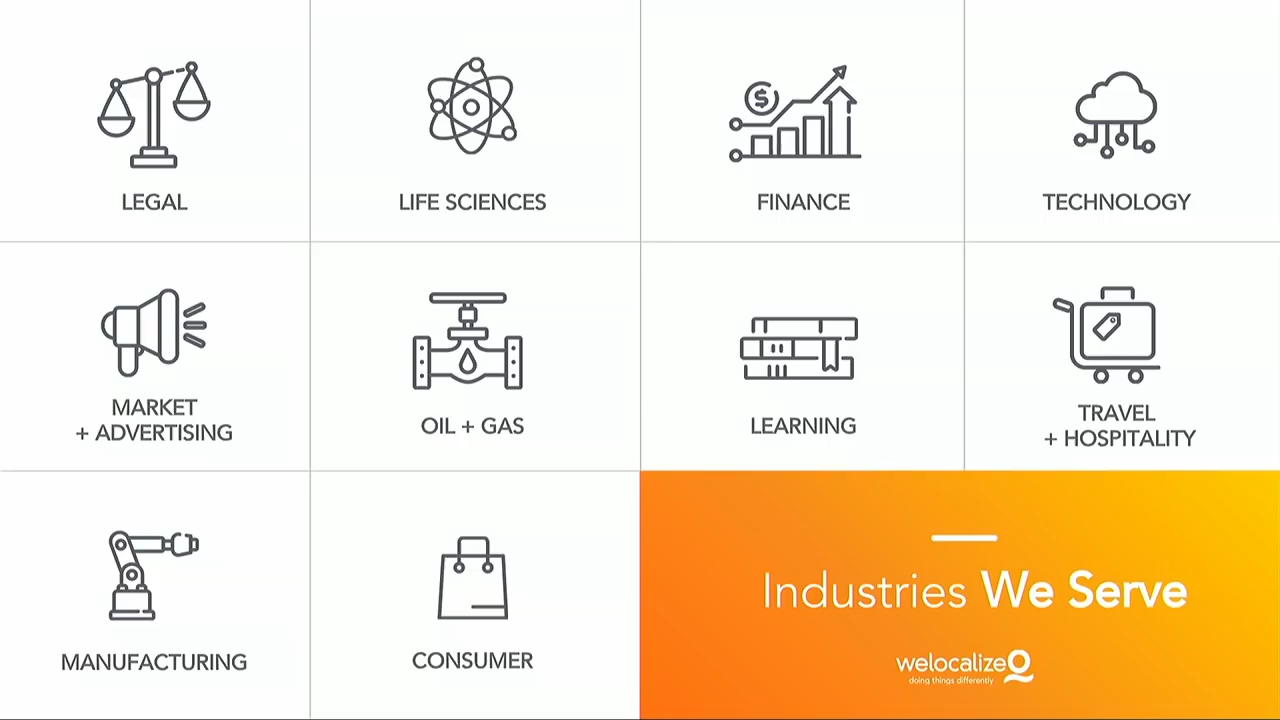 LEGAL
LIFE SCIENCES
FINANCE
TECHNOLOGY
MARKET
+ ADVERTISING
OIL + GAS
LEARNING
TRAVEL
+ HOSPITALITY
MANUFACTURING
CONSUMER
Industries We Serve
welocalize
doing things differently